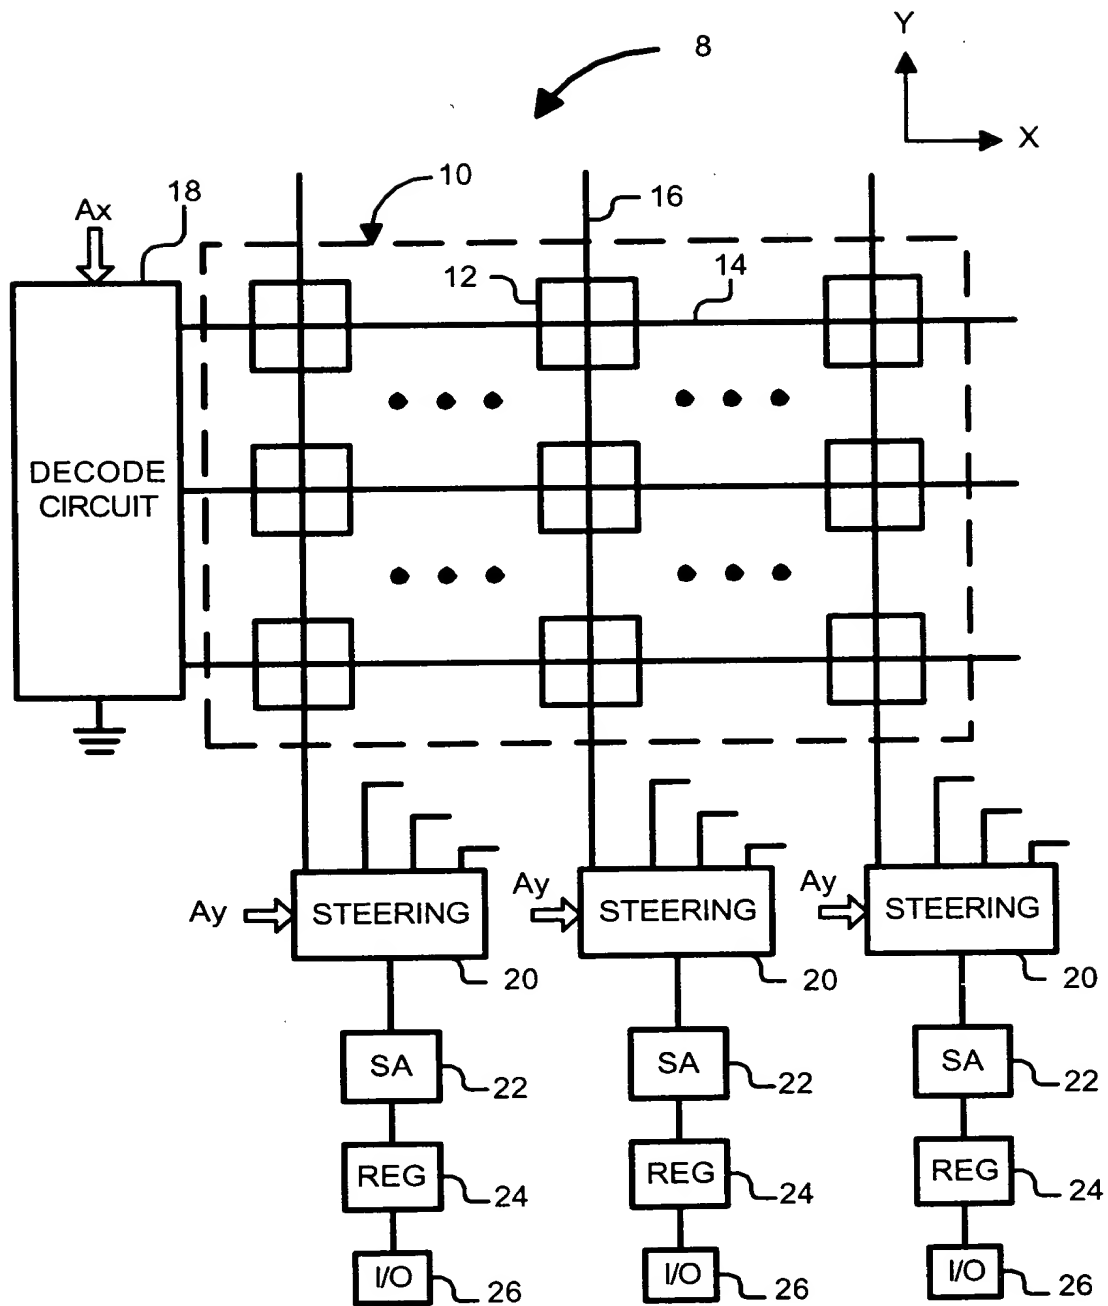 Y
8
X
10
18
16
Ax
12
14
DECODE
CIRCUIT
Ay
STEERING
20
Ay
STEERING
20
Ay
STEERING
20
SA
22
SA
22
SA
22
REG
24
REG
24
REG
24
I/O
26
I/O
26
I/O
26